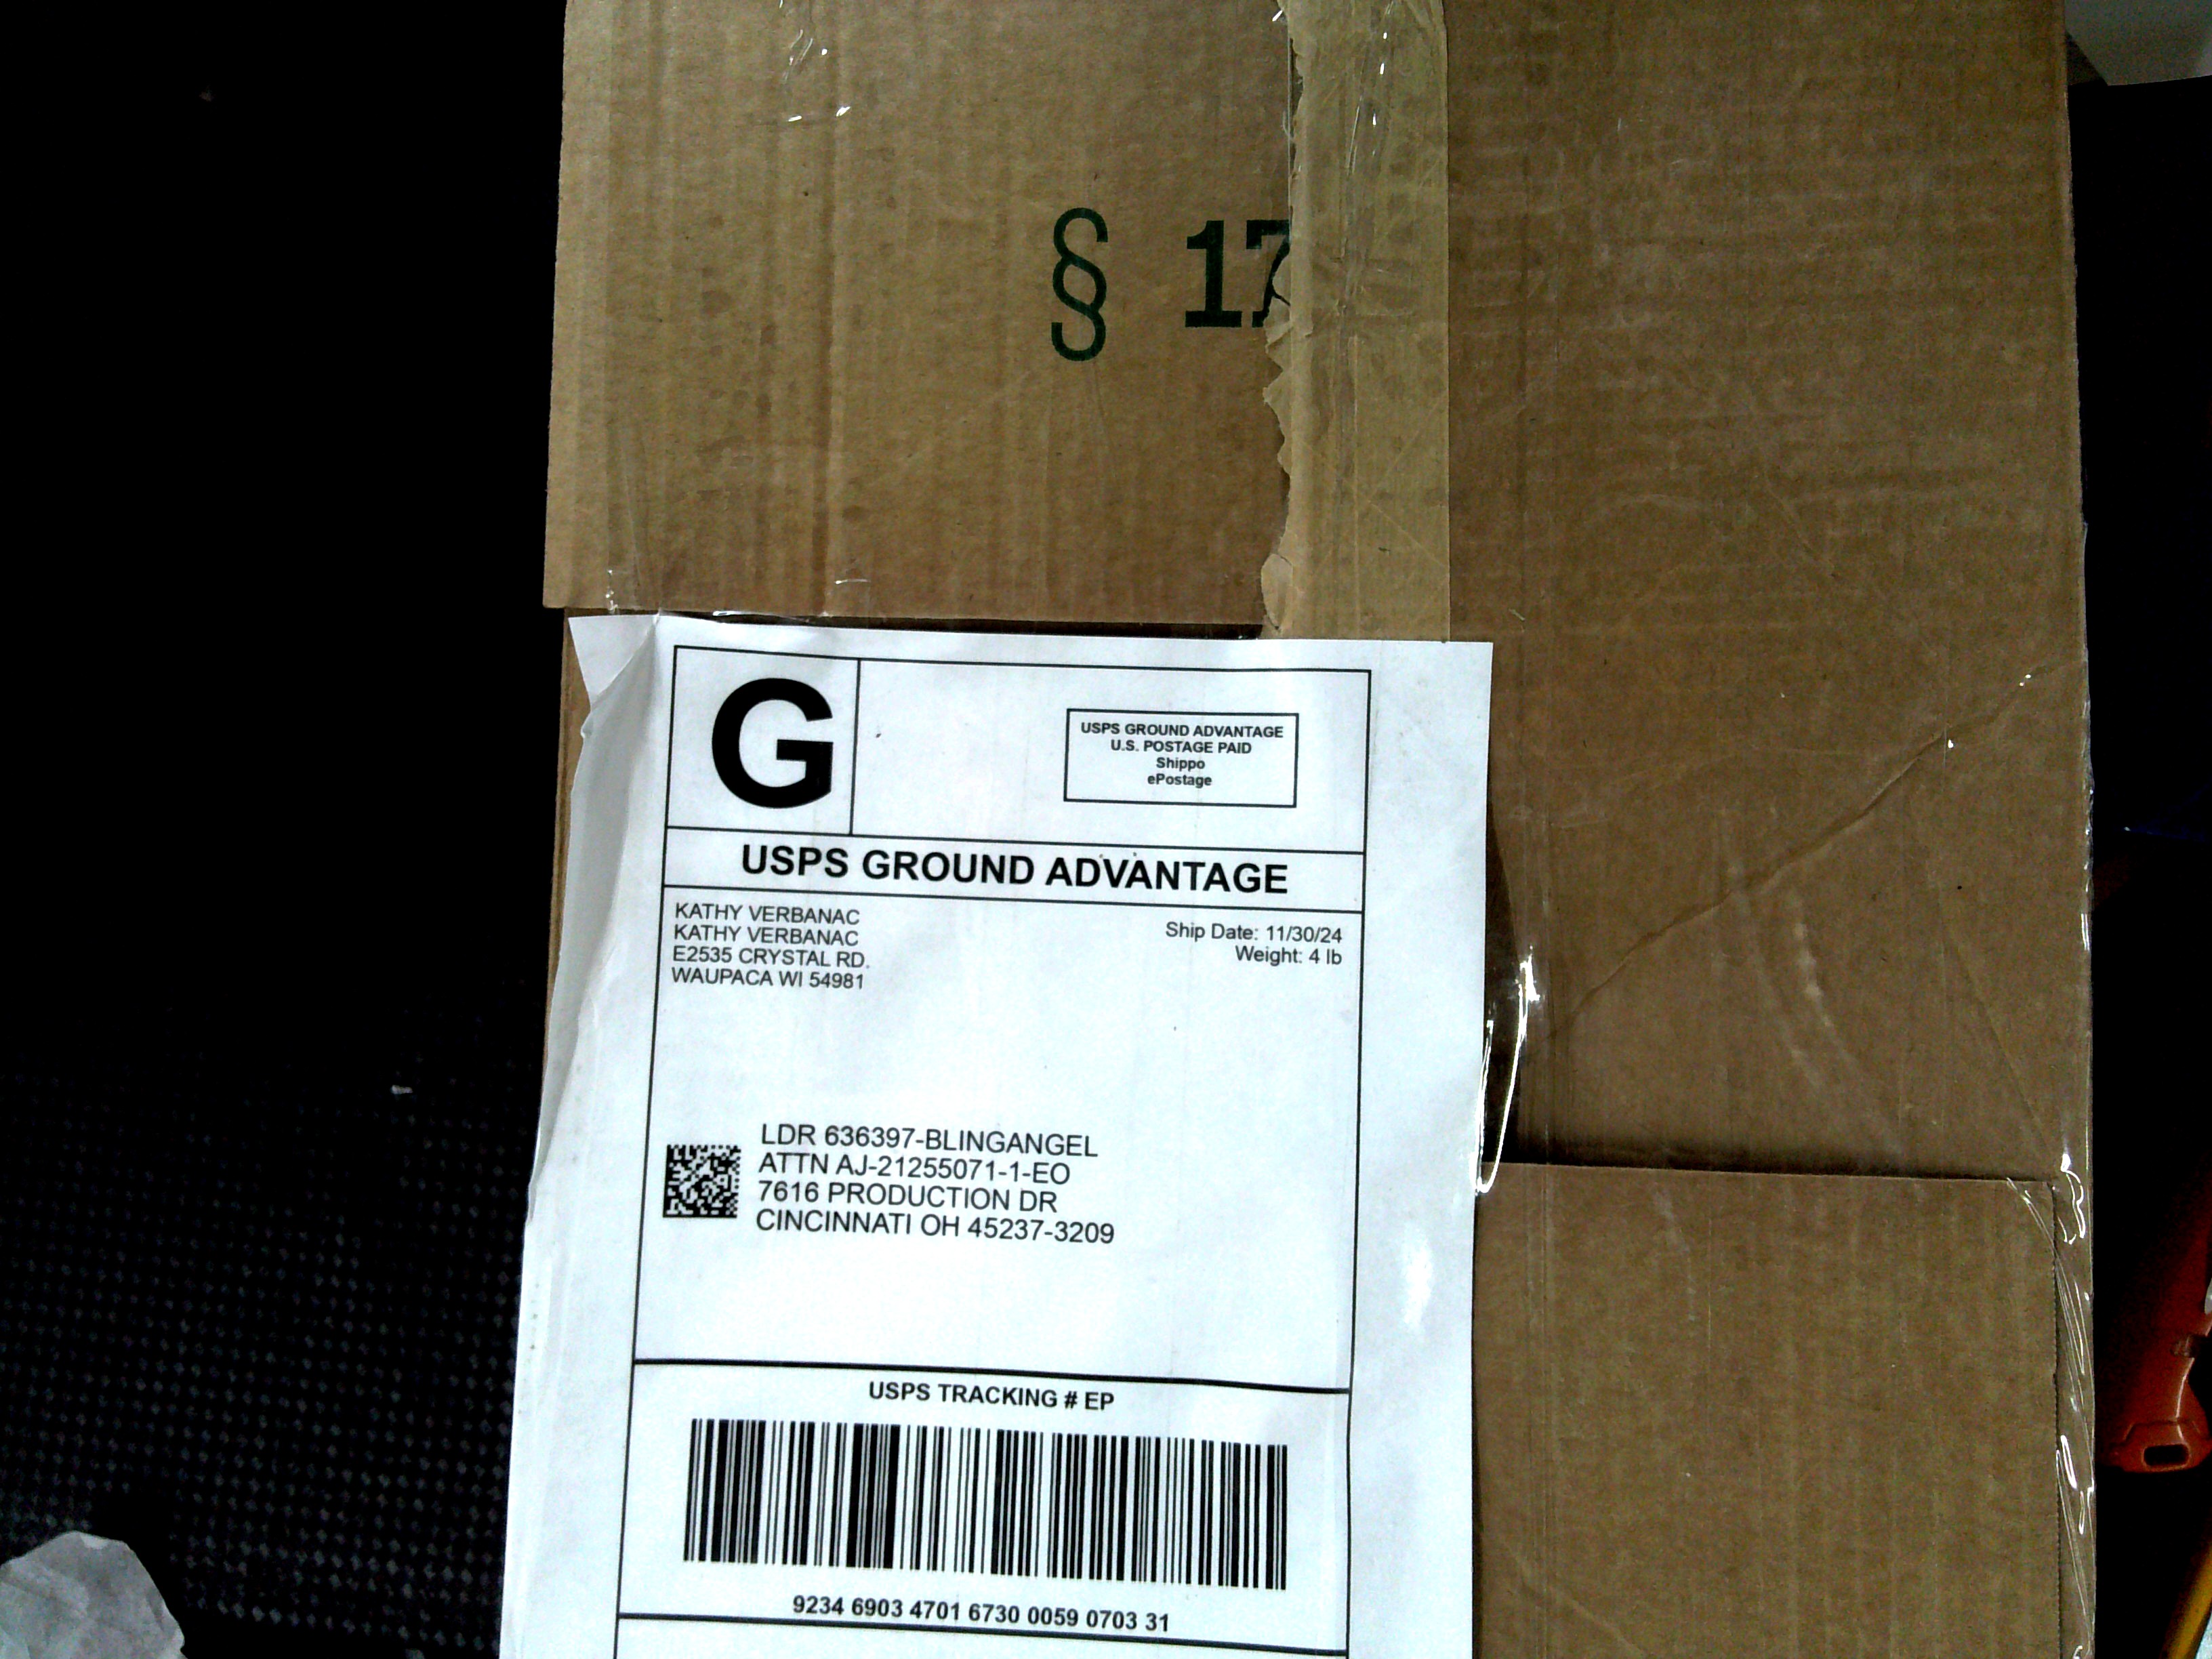 § 17
G
USPS GROUND ADVANTAGE
U.S. POSTAGE PAID
Shippo
ePostage
USPS GROUND ADVANTAGE
KATHY VERBANAC
KATHY VERBANAC
E2535 CRYSTAL RD.
WAUPACA WI 54981
Ship Date: 11/30/24
Weight: 4 lb
LDR 636397-BLINGANGEL
ATTN AJ-21255071-1-EO
7616 PRODUCTION DR
CINCINNATI OH 45237-3209
USPS TRACKING # EP
9234 6903 4701 6730 0059 0703 31